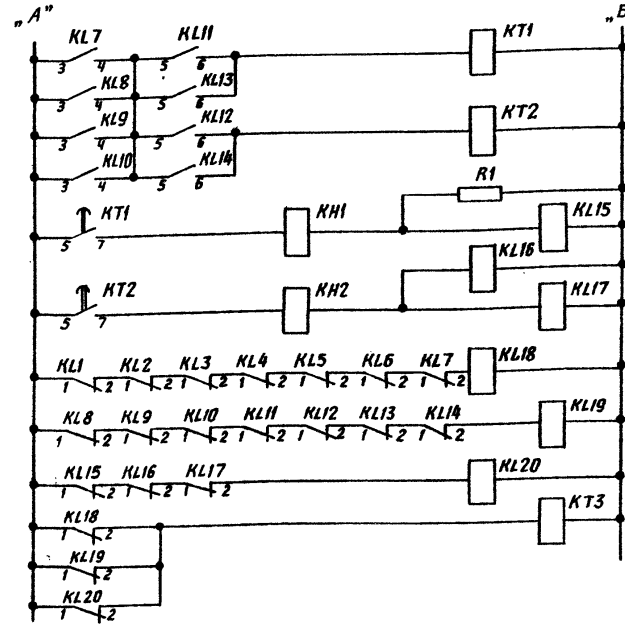 „A" „B
KL7 KL11 KT1
3 4 5 6
KL8 KL13
3 4 5 6
KL9 KL12 KT2
3 4 5 6
KL10 KL14
3 4 5 6
R1
KT1 KH1 KL15
5 7
KL16
KT2 KH2 KL17
5 7
KL1 KL2 KL3 KL4 KL5 KL6 KL7 KL18
1 2 1 2 1 2 1 2 1 2 1 2 1 2
KL8 KL9 KL10 KL11 KL12 KL13 KL14 KL19
1 2 1 2 1 2 1 2 1 2 1 2 1 2
KL15 KL16 KL17 KL20
1 2 1 2 1 2
KL18 KT3
1 2
KL19
1 2
KL20
1 2